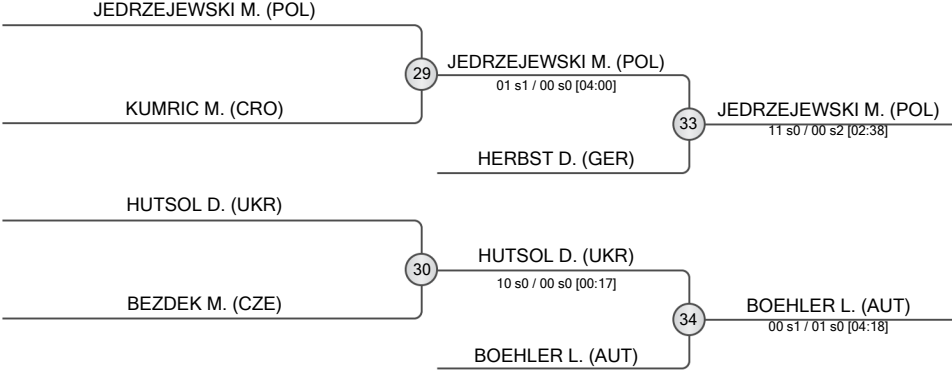 JEDRZEJEWSKI M. (POL)
29
JEDRZEJEWSKI M. (POL)
01 s1 / 00 s0 [04:00]
KUMRIC M. (CRO)
33
JEDRZEJEWSKI M. (POL)
11 s0 / 00 s2 [02:38]
HERBST D. (GER)
HUTSOL D. (UKR)
30
HUTSOL D. (UKR)
10 s0 / 00 s0 [00:17]
BEZDEK M. (CZE)
34
BOEHLER L. (AUT)
00 s1 / 01 s0 [04:18]
BOEHLER L. (AUT)